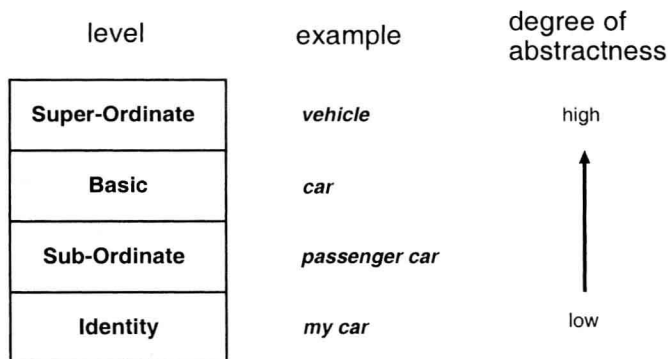 level example degree of
abstractness
Super-Ordinate vehicle high
Basic car
Sub-Ordinate passenger car
Identity my car low